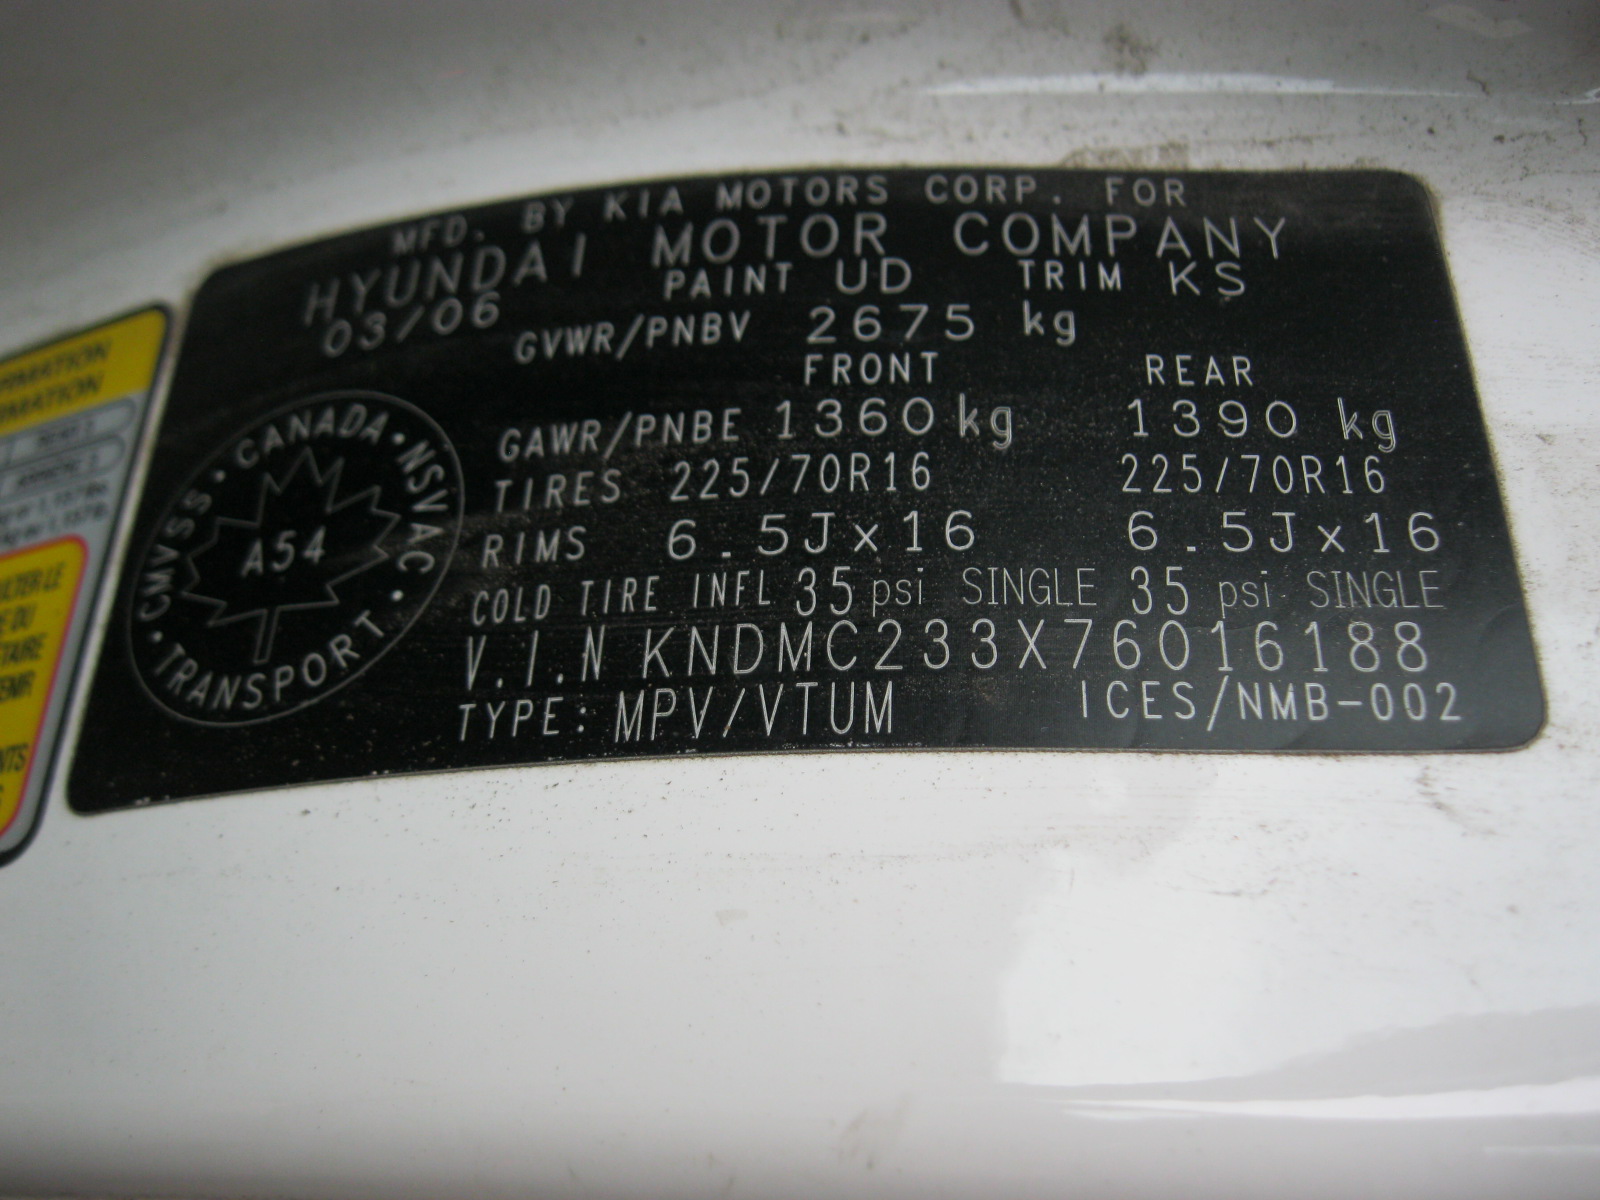 MFD. BY KIA MOTORS CORP. FOR
HYUNDAI MOTOR COMPANY
03/06 PAINT UD TRIM KS
GVWR/PNBV 2675 kg
FRONT REAR
GAWR/PNBE 1360 kg 1390 kg
TIRES 225/70R16 225/70R16
RIMS 6.5J x 16 6.5J x 16
COLD TIRE INFL 35 psi SINGLE 35 psi SINGLE
V.I.N KNDMC233X76016188
TYPE: MPV/VTUM ICES/NMB-002
CMVSS · CANADA · NSVAC ·
A54
· TRANSPORT
DU